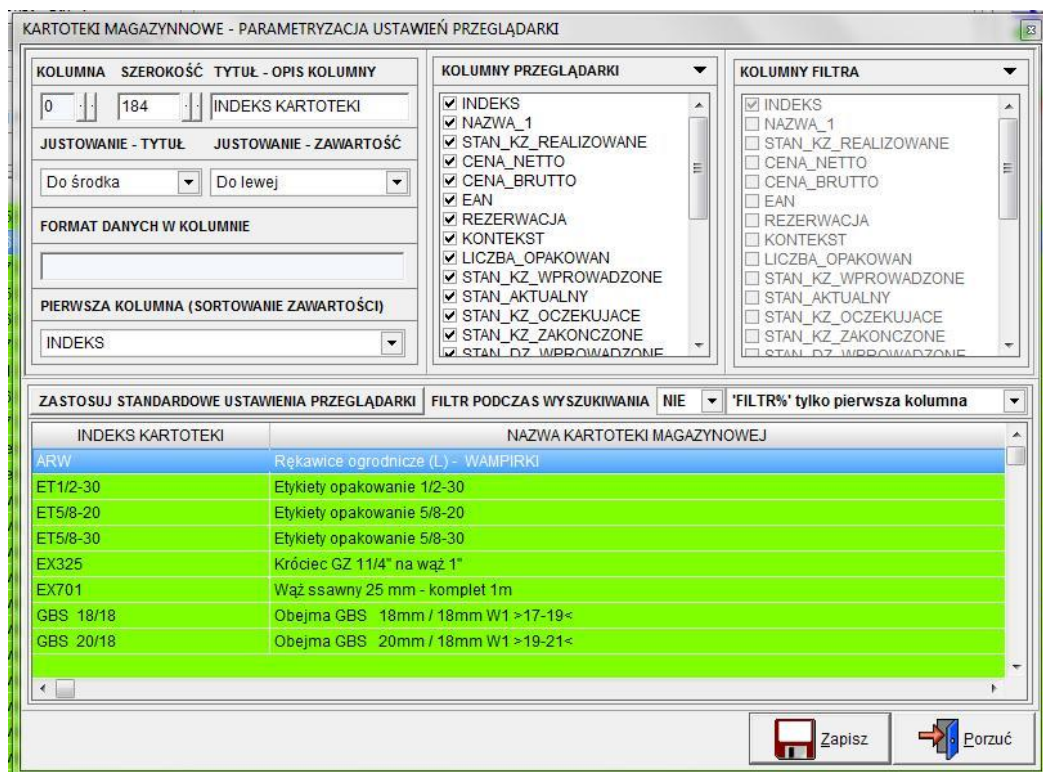 KARTOTEKI MAGAZYNNOWE - PARAMETRYZACJA USTAWIEŃ PRZEGLĄDARKI
KOLUMNA SZEROKOŚĆ TYTUŁ - OPIS KOLUMNY
0 184 INDEKS KARTOTEKI
JUSTOWANIE - TYTUŁ JUSTOWANIE - ZAWARTOŚĆ
Do środka Do lewej
FORMAT DANYCH W KOLUMNIE
PIERWSZA KOLUMNA (SORTOWANIE ZAWARTOŚCI)
INDEKS
KOLUMNY PRZEGLĄDARKI
INDEKS
NAZWA_1
STAN_KZ_REALIZOWANE
CENA_NETTO
CENA_BRUTTO
EAN
REZERWACJA
KONTEKST
LICZBA_OPAKOWAN
STAN_KZ_WPROWADZONE
STAN_AKTUALNY
STAN_KZ_OCZEKUJACE
STAN_KZ_ZAKONCZONE
STAN_DZ_WPROWADZONE
KOLUMNY FILTRA
INDEKS
NAZWA_1
STAN_KZ_REALIZOWANE
CENA_NETTO
CENA_BRUTTO
EAN
REZERWACJA
KONTEKST
LICZBA_OPAKOWAN
STAN_KZ_WPROWADZONE
STAN_AKTUALNY
STAN_KZ_OCZEKUJACE
STAN_KZ_ZAKONCZONE
STAN_DZ_WPROWADZONE
ZASTOSUJ STANDARDOWE USTAWIENIA PRZEGLĄDARKI FILTR PODCZAS WYSZUKIWANIA NIE 'FILTR%' tylko pierwsza kolumna
INDEKS KARTOTEKI NAZWA KARTOTEKI MAGAZYNOWEJ
ARW Rękawice ogrodnicze (L) - WAMPIRKI
ET1/2-30 Etykiety opakowanie 1/2-30
ET5/8-20 Etykiety opakowanie 5/8-20
ET5/8-30 Etykiety opakowanie 5/8-30
EX325 Króciec GZ 11/4" na wąż 1"
EX701 Wąż ssawny 25 mm - komplet 1m
GBS 18/18 Obejma GBS 18mm / 18mm W1 >17-19<
GBS 20/18 Obejma GBS 20mm / 18mm W1 >19-21<
Zapisz Porzuć